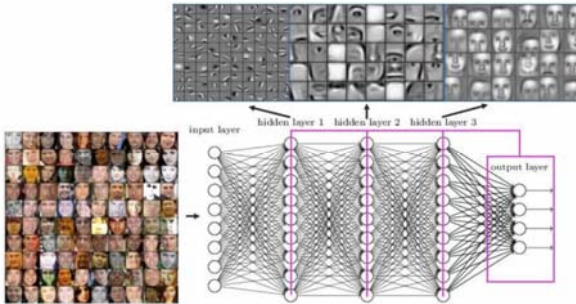 hidden layer 1 hidden layer 2 hidden layer 3
input layer
output layer